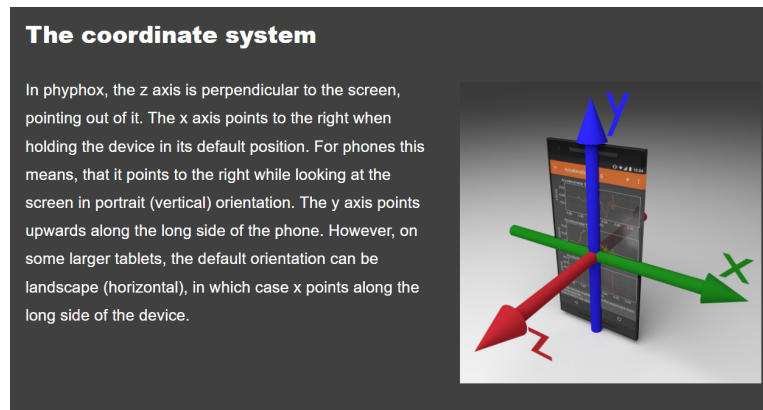 The coordinate system
In phyphox, the z axis is perpendicular to the screen,
pointing out of it. The x axis points to the right when
holding the device in its default position. For phones this
means, that it points to the right while looking at the
screen in portrait (vertical) orientation. The y axis points
upwards along the long side of the phone. However, on
some larger tablets, the default orientation can be
landscape (horizontal), in which case x points along the
long side of the device.
y
x
z